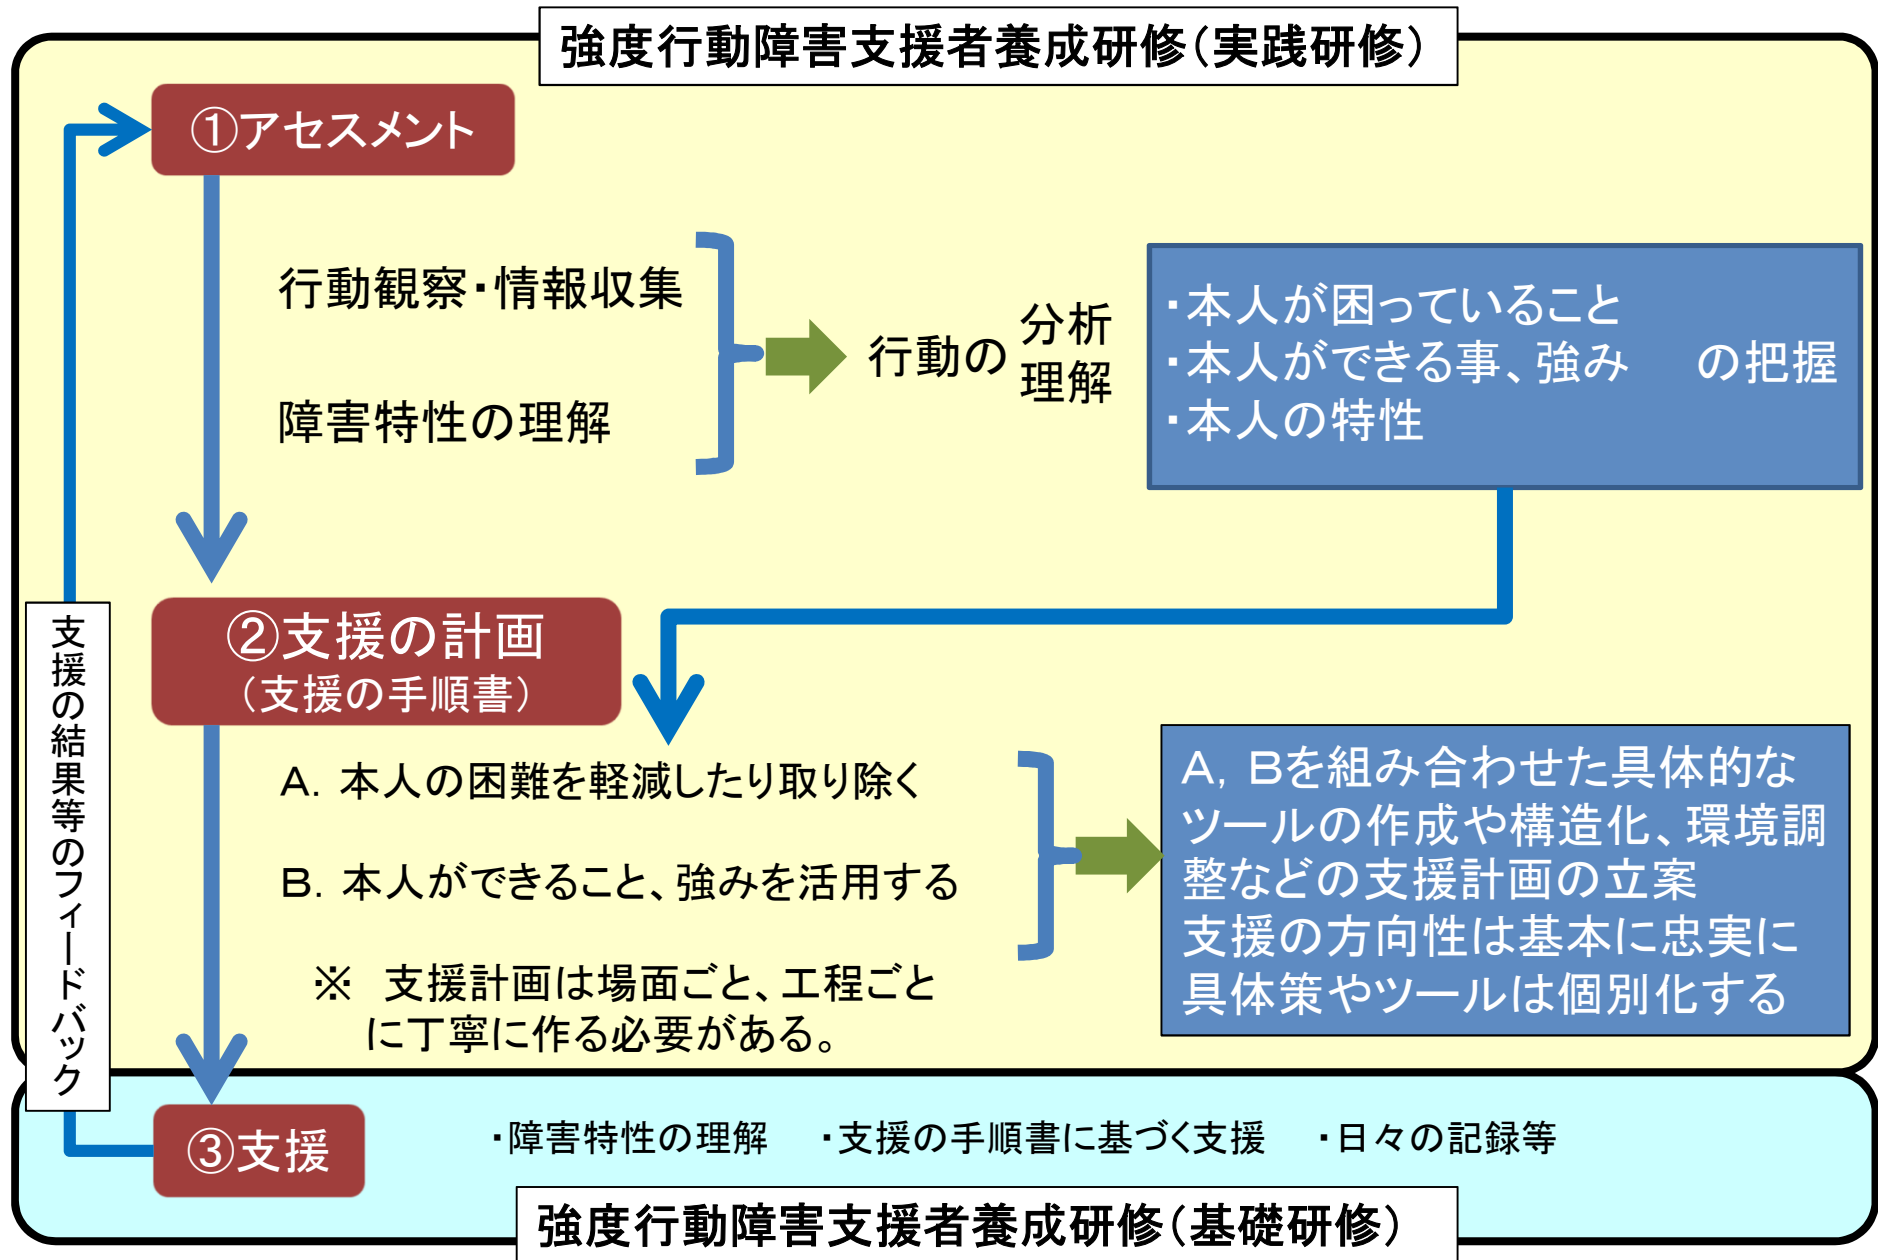 強度行動障害支援者養成研修(実践研修)
①アセスメント
行動観察・情報収集
障害特性の理解
行動の
分析
理解
・本人が困っていること
・本人ができる事、強み　の把握
・本人の特性
②支援の計画
(支援の手順書)
A. 本人の困難を軽減したり取り除く
B. 本人ができること、強みを活用する
※　支援計画は場面ごと、工程ごと
に丁寧に作る必要がある。
A, Bを組み合わせた具体的な
ツールの作成や構造化、環境調
整などの支援計画の立案
支援の方向性は基本に忠実に
具体策やツールは個別化する
支援の結果等のフィードバック
③支援
・障害特性の理解　・支援の手順書に基づく支援　・日々の記録等
強度行動障害支援者養成研修(基礎研修)